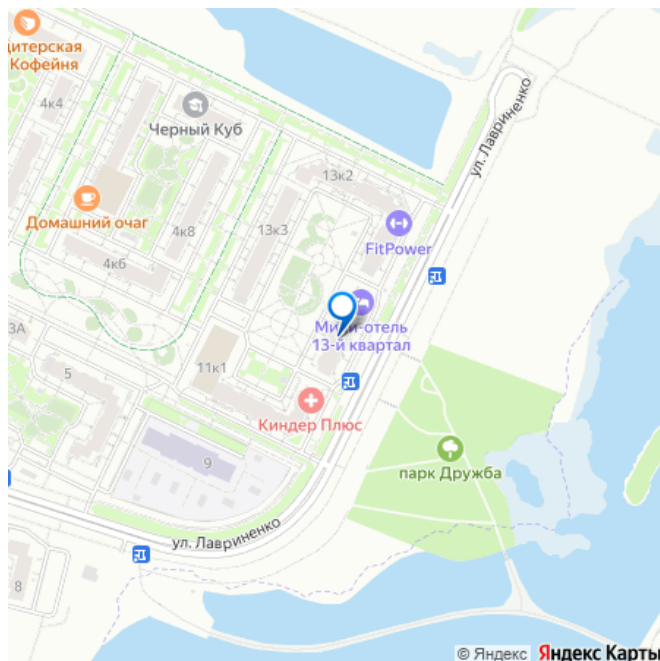 дитерская
Кофейня
4к4
Черный Куб
13к2
ул. Лавриненко
Домашний очаг
4к8
13к3
FitPower
4к6
Мини-отель
13-й квартал
3А
11к1
5
Киндер Плюс
9
парк Дружба
ул. Лавриненко
8
© Яндекс Яндекс Карты